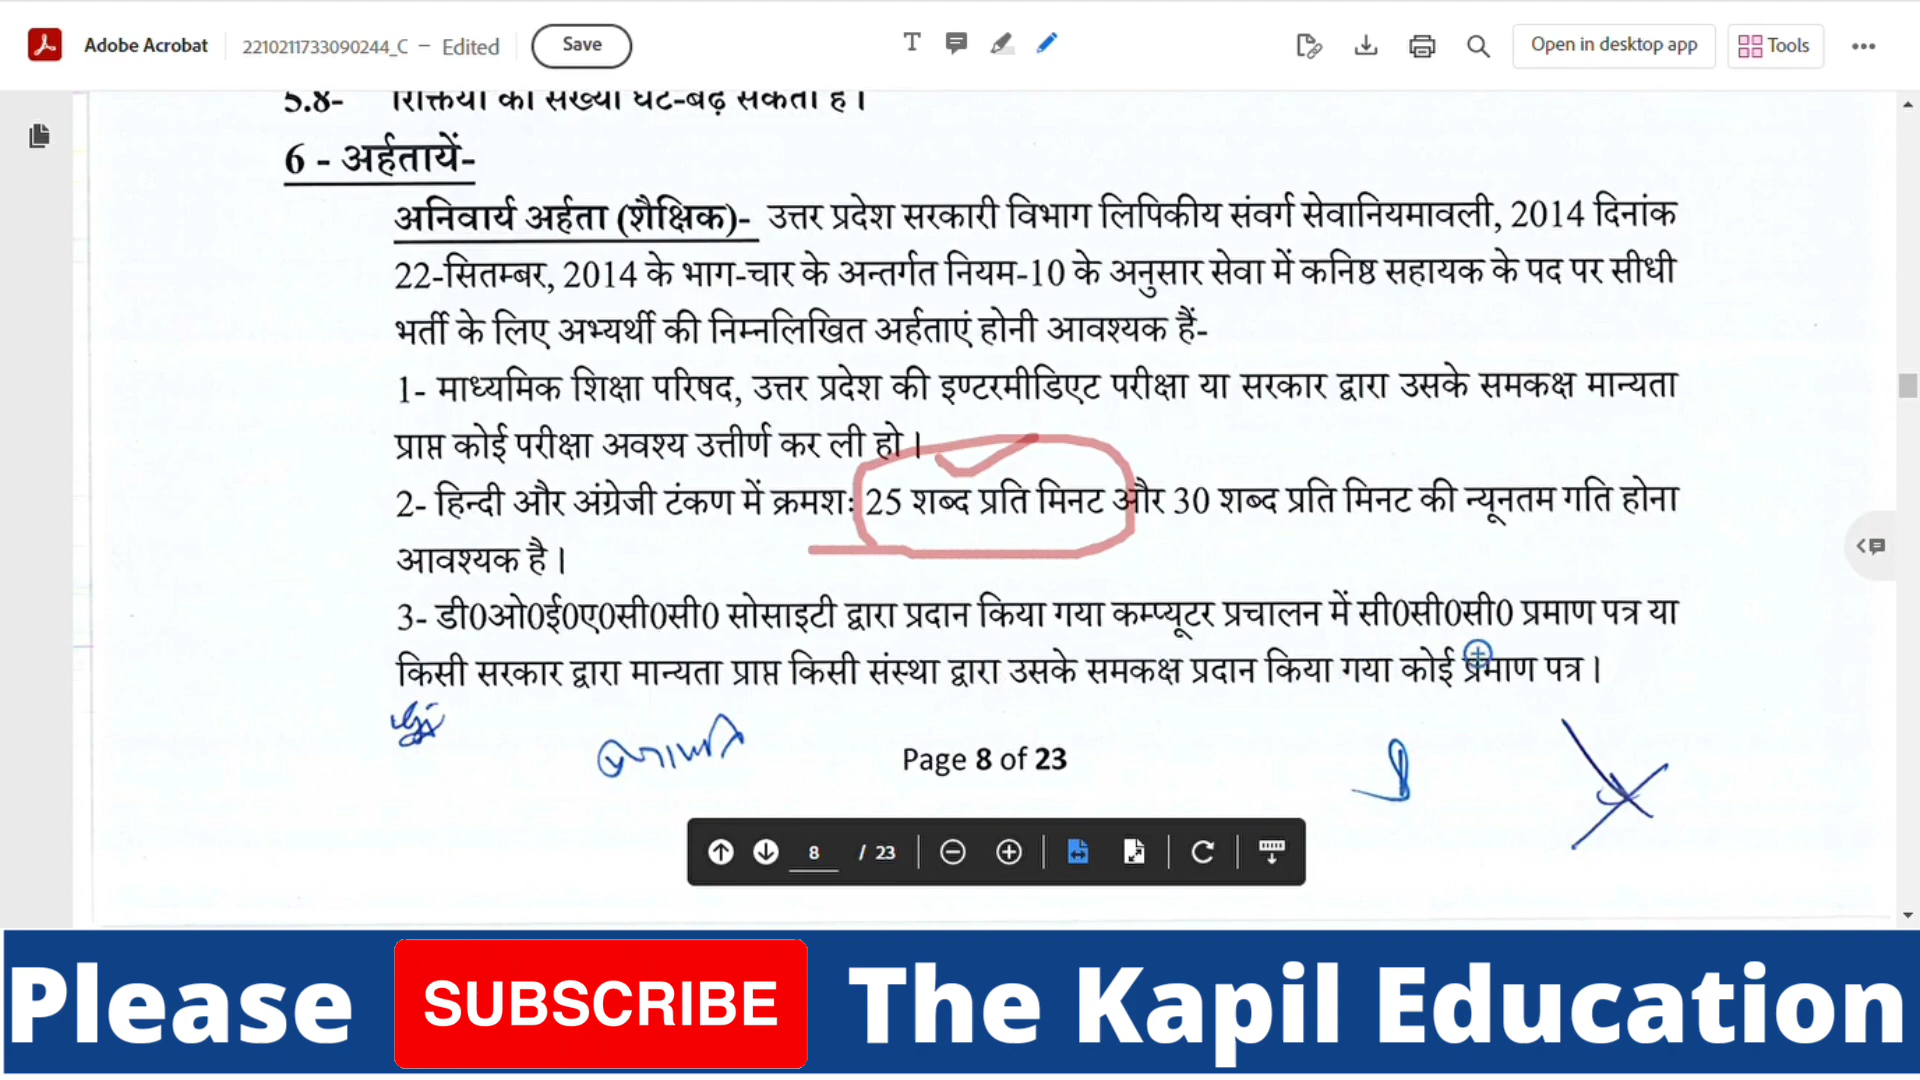 Adobe Acrobat 2210211733090244_C – Edited Save T Open in desktop app Tools
5.8- रिक्तियों की संख्या घट-बढ़ सकती है।
6 - अर्हतायें-
अनिवार्य अर्हता (शैक्षिक)- उत्तर प्रदेश सरकारी विभाग लिपिकीय संवर्ग सेवानियमावली, 2014 दिनांक
22-सितम्बर, 2014 के भाग-चार के अन्तर्गत नियम-10 के अनुसार सेवा में कनिष्ठ सहायक के पद पर सीधी
भर्ती के लिए अभ्यर्थी की निम्नलिखित अर्हताएं होनी आवश्यक हैं-
1- माध्यमिक शिक्षा परिषद, उत्तर प्रदेश की इण्टरमीडिएट परीक्षा या सरकार द्वारा उसके समकक्ष मान्यता
प्राप्त कोई परीक्षा अवश्य उत्तीर्ण कर ली हो।
2- हिन्दी और अंग्रेजी टंकण में क्रमशः 25 शब्द प्रति मिनट और 30 शब्द प्रति मिनट की न्यूनतम गति होना
आवश्यक है।
3- डी0ओ0ई0ए0सी0सी0 सोसाइटी द्वारा प्रदान किया गया कम्प्यूटर प्रचालन में सी0सी0सी0 प्रमाण पत्र या
किसी सरकार द्वारा मान्यता प्राप्त किसी संस्था द्वारा उसके समकक्ष प्रदान किया गया कोई प्रमाण पत्र।
Page 8 of 23
8 / 23
Please SUBSCRIBE The Kapil Education